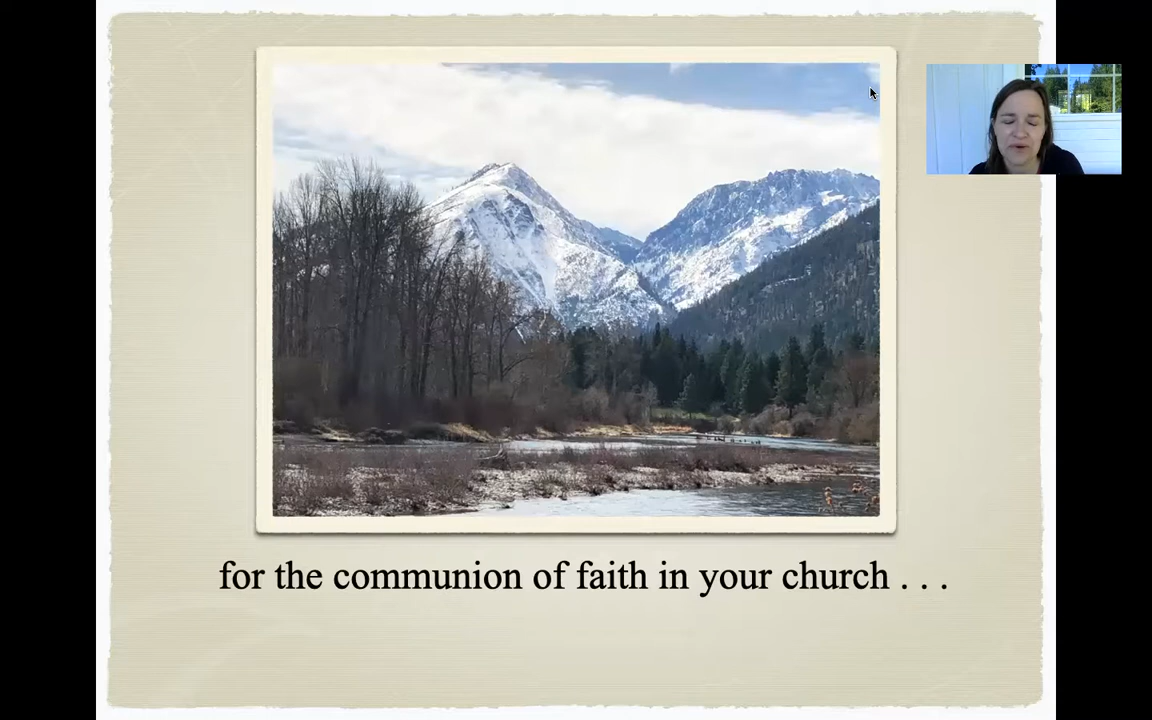 for the communion of faith in your church . . .